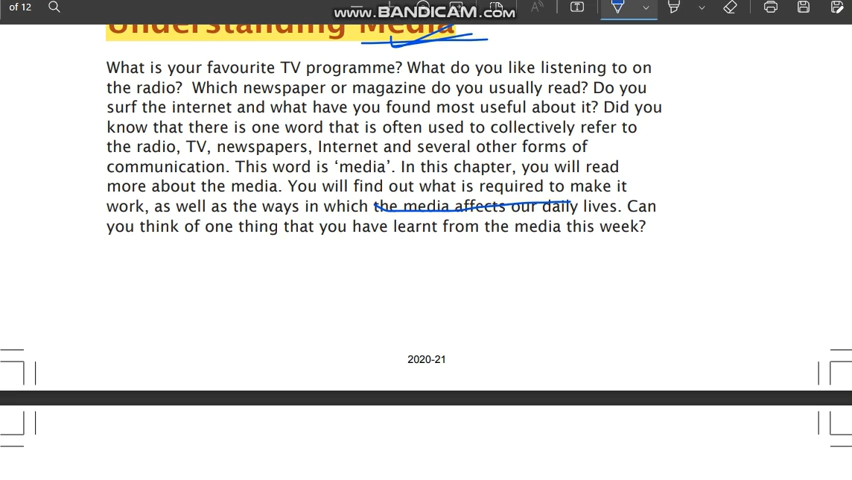 of 12
www.BANDICAM.com
Understanding Media
What is your favourite TV programme? What do you like listening to on
the radio?  Which newspaper or magazine do you usually read? Do you
surf the internet and what have you found most useful about it? Did you
know that there is one word that is often used to collectively refer to
the radio, TV, newspapers, Internet and several other forms of
communication. This word is ‘media’. In this chapter, you will read
more about the media. You will find out what is required to make it
work, as well as the ways in which the media affects our daily lives. Can
you think of one thing that you have learnt from the media this week?
2020-21